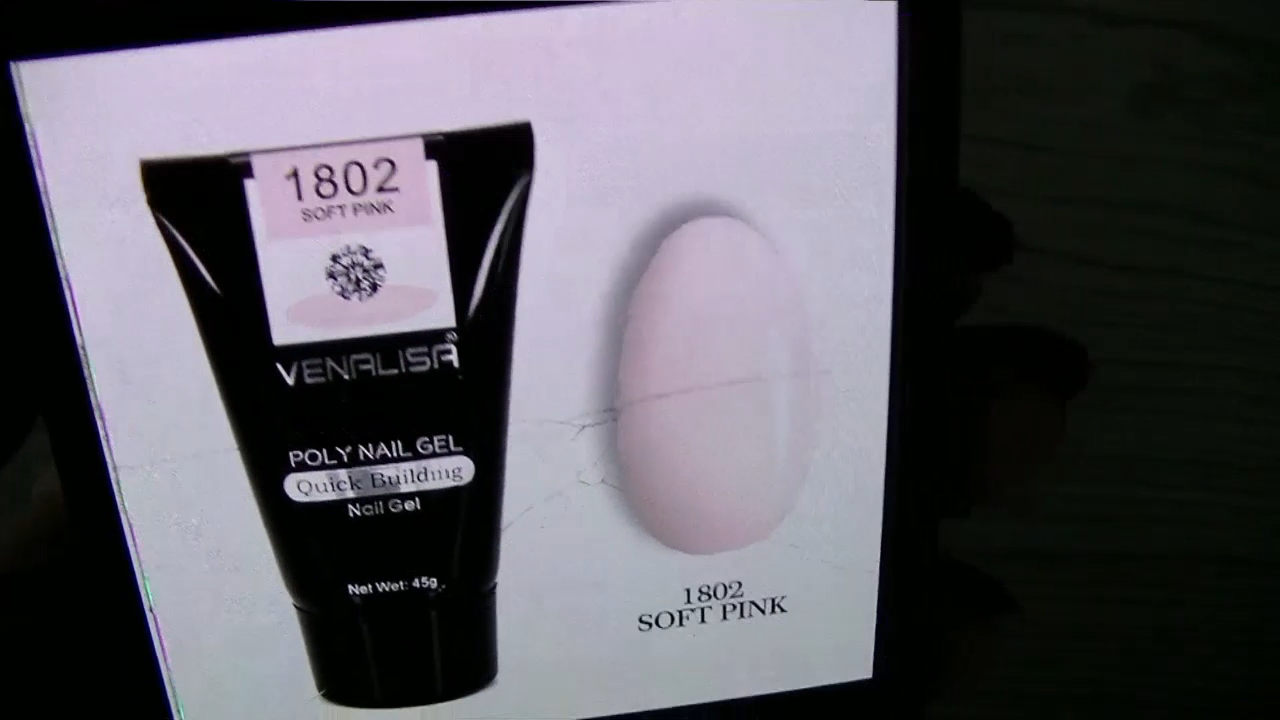 1802
SOFT PINK
VENALISA®
POLY NAIL GEL
Quick Building
Nail Gel
Net Wet: 45g
1802
SOFT PINK